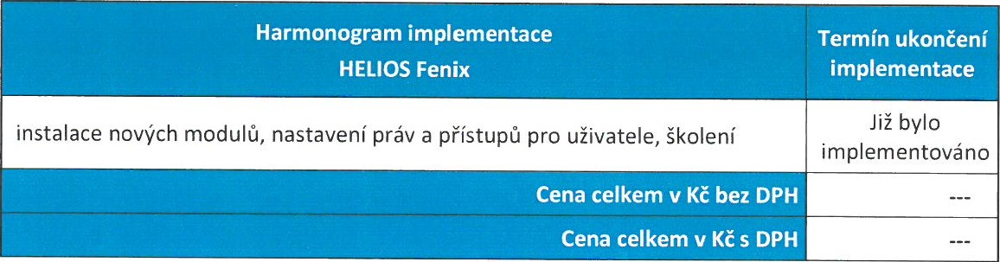 Harmonogram implementace
HELIOS Fenix
Termín ukončení
implementace
instalace nových modulů, nastavení práv a přístupů pro uživatele, školení
Již bylo
implementováno
Cena celkem v Kč bez DPH
---
Cena celkem v Kč s DPH
---